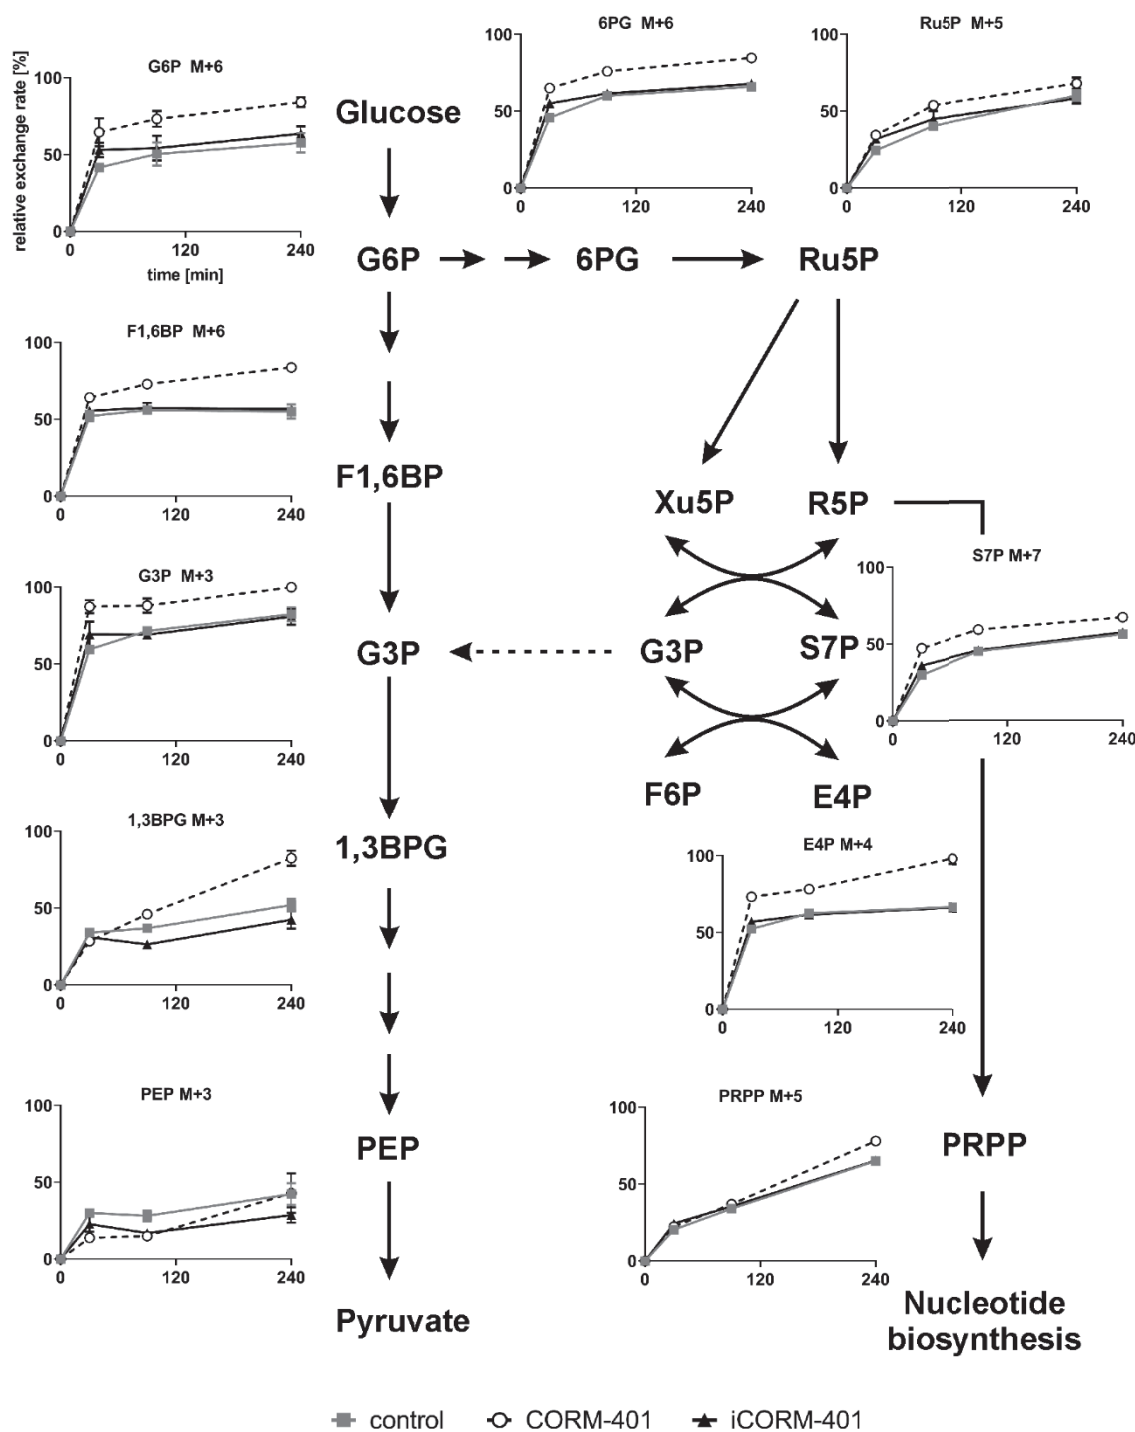 6PG M+6
100
50
0
0
120
240
Ru5P M+5
100
50
0
0
120
240
relative exchange rate [%]
G6P M+6
100
50
0
0
120
240
time [min]
Glucose
G6P
6PG
Ru5P
F1,6BP M+6
100
50
0
0
120
240
F1,6BP
Xu5P
R5P
S7P M+7
100
50
0
0
120
240
G3P M+3
100
50
0
0
120
240
G3P
G3P
S7P
F6P
E4P
1,3BPG M+3
100
50
0
0
120
240
1,3BPG
E4P M+4
100
50
0
0
120
240
PEP M+3
100
50
0
0
120
240
PEP
PRPP M+5
100
50
0
0
120
240
PRPP
Pyruvate
Nucleotide
biosynthesis
control
CORM-401
iCORM-401